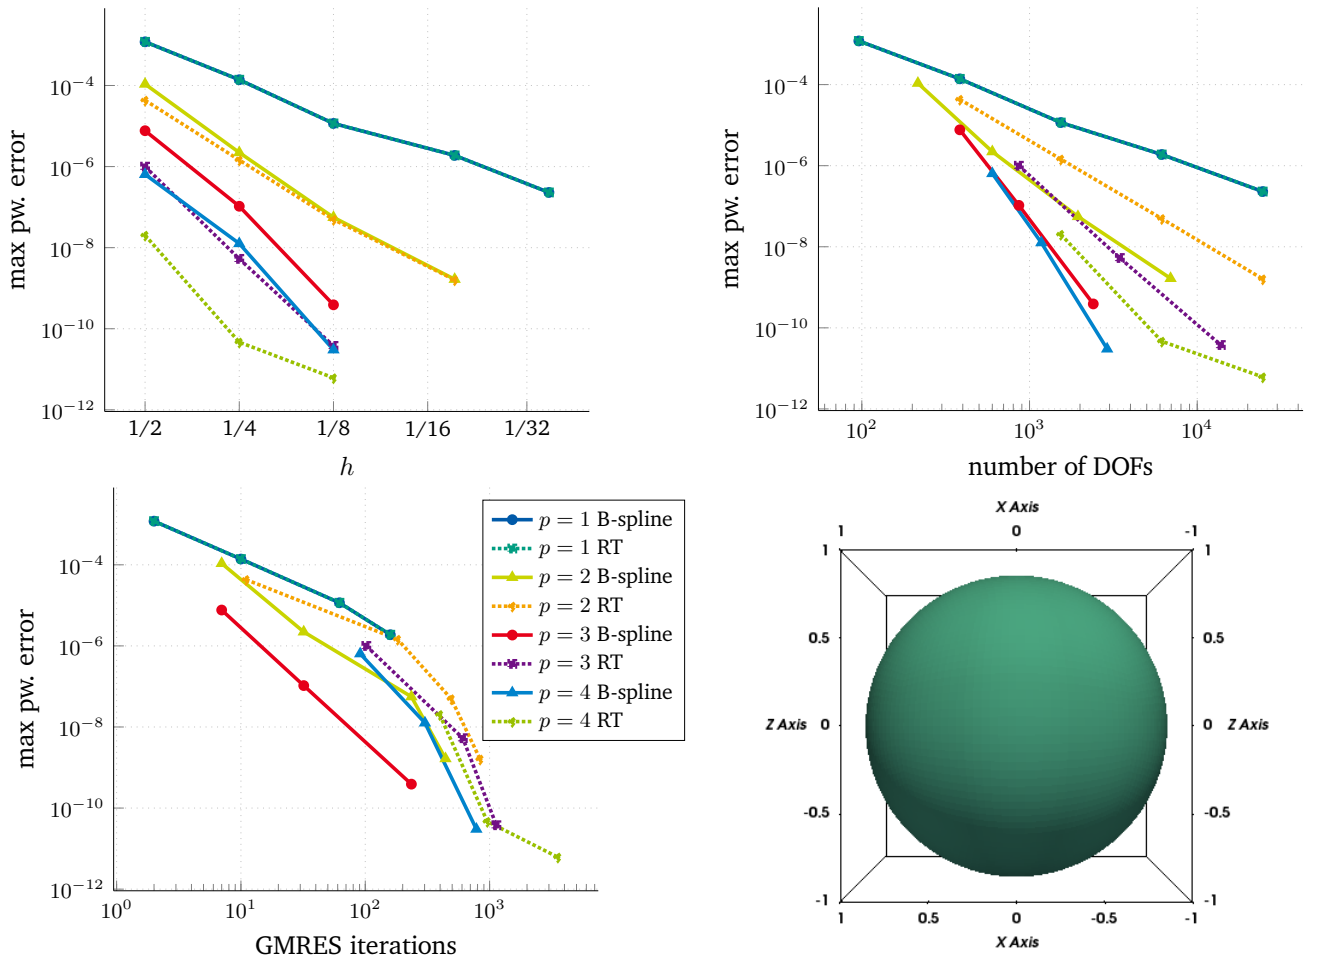 10^{-4}
10^{-6}
10^{-8}
10^{-10}
10^{-12}
max pw. error
1/2 1/4 1/8 1/16 1/32
h
10^{-4}
10^{-6}
10^{-8}
10^{-10}
10^{-12}
max pw. error
10^2 10^3 10^4
number of DOFs
10^{-4}
10^{-6}
10^{-8}
10^{-10}
10^{-12}
max pw. error
10^0 10^1 10^2 10^3
GMRES iterations
p = 1 B-spline
p = 1 RT
p = 2 B-spline
p = 2 RT
p = 3 B-spline
p = 3 RT
p = 4 B-spline
p = 4 RT
X Axis
1 0 -1
1 1
0.5 0.5
Z Axis 0 0 Z Axis
-0.5 -0.5
-1 -1
1 0.5 0 -0.5 -1
X Axis